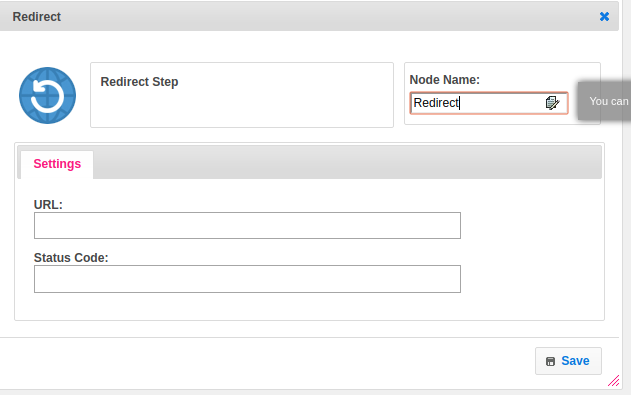 Redirect
Redirect Step
Node Name:
Redirect
You can
Settings
URL:
Status Code:
Save